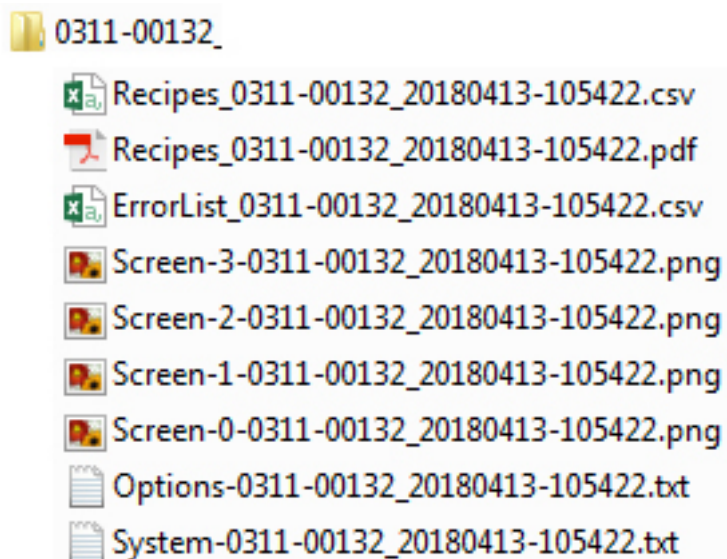 0311-00132_
Recipes_0311-00132_20180413-105422.csv
Recipes_0311-00132_20180413-105422.pdf
ErrorList_0311-00132_20180413-105422.csv
Screen-3-0311-00132_20180413-105422.png
Screen-2-0311-00132_20180413-105422.png
Screen-1-0311-00132_20180413-105422.png
Screen-0-0311-00132_20180413-105422.png
Options-0311-00132_20180413-105422.txt
System-0311-00132_20180413-105422.txt